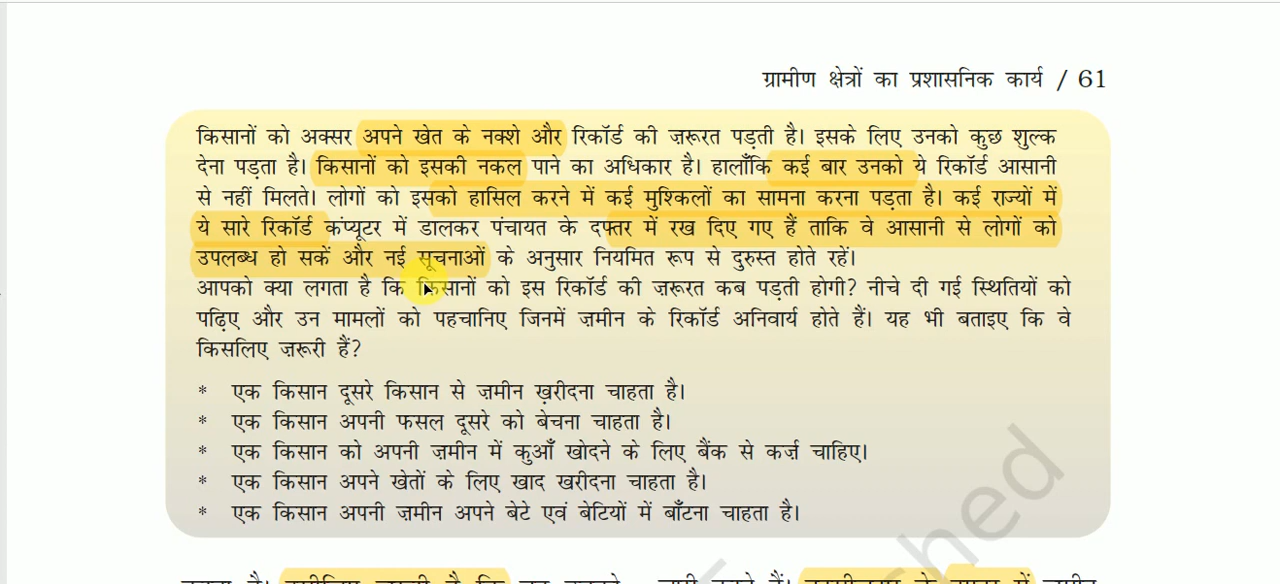 ग्रामीण क्षेत्रों का प्रशासनिक कार्य / 61
किसानों को अक्सर अपने खेत के नक्शे और रिकॉर्ड की ज़रूरत पड़ती है। इसके लिए उनको कुछ शुल्क
देना पड़ता है। किसानों को इसकी नकल पाने का अधिकार है। हालाँकि कई बार उनको ये रिकॉर्ड आसानी
से नहीं मिलते। लोगों को इसको हासिल करने में कई मुश्किलों का सामना करना पड़ता है। कई राज्यों में
ये सारे रिकॉर्ड कंप्यूटर में डालकर पंचायत के दफ्तर में रख दिए गए हैं ताकि वे आसानी से लोगों को
उपलब्ध हो सकें और नई सूचनाओं के अनुसार नियमित रूप से दुरुस्त होते रहें।
आपको क्या लगता है कि किसानों को इस रिकॉर्ड की ज़रूरत कब पड़ती होगी? नीचे दी गई स्थितियों को
पढ़िए और उन मामलों को पहचानिए जिनमें ज़मीन के रिकॉर्ड अनिवार्य होते हैं। यह भी बताइए कि वे
किसलिए ज़रूरी हैं?
* एक किसान दूसरे किसान से ज़मीन ख़रीदना चाहता है।
* एक किसान अपनी फसल दूसरे को बेचना चाहता है।
* एक किसान को अपनी ज़मीन में कुआँ खोदने के लिए बैंक से कर्ज चाहिए।
* एक किसान अपने खेतों के लिए खाद खरीदना चाहता है।
* एक किसान अपनी ज़मीन अपने बेटे एवं बेटियों में बाँटना चाहता है।
hed